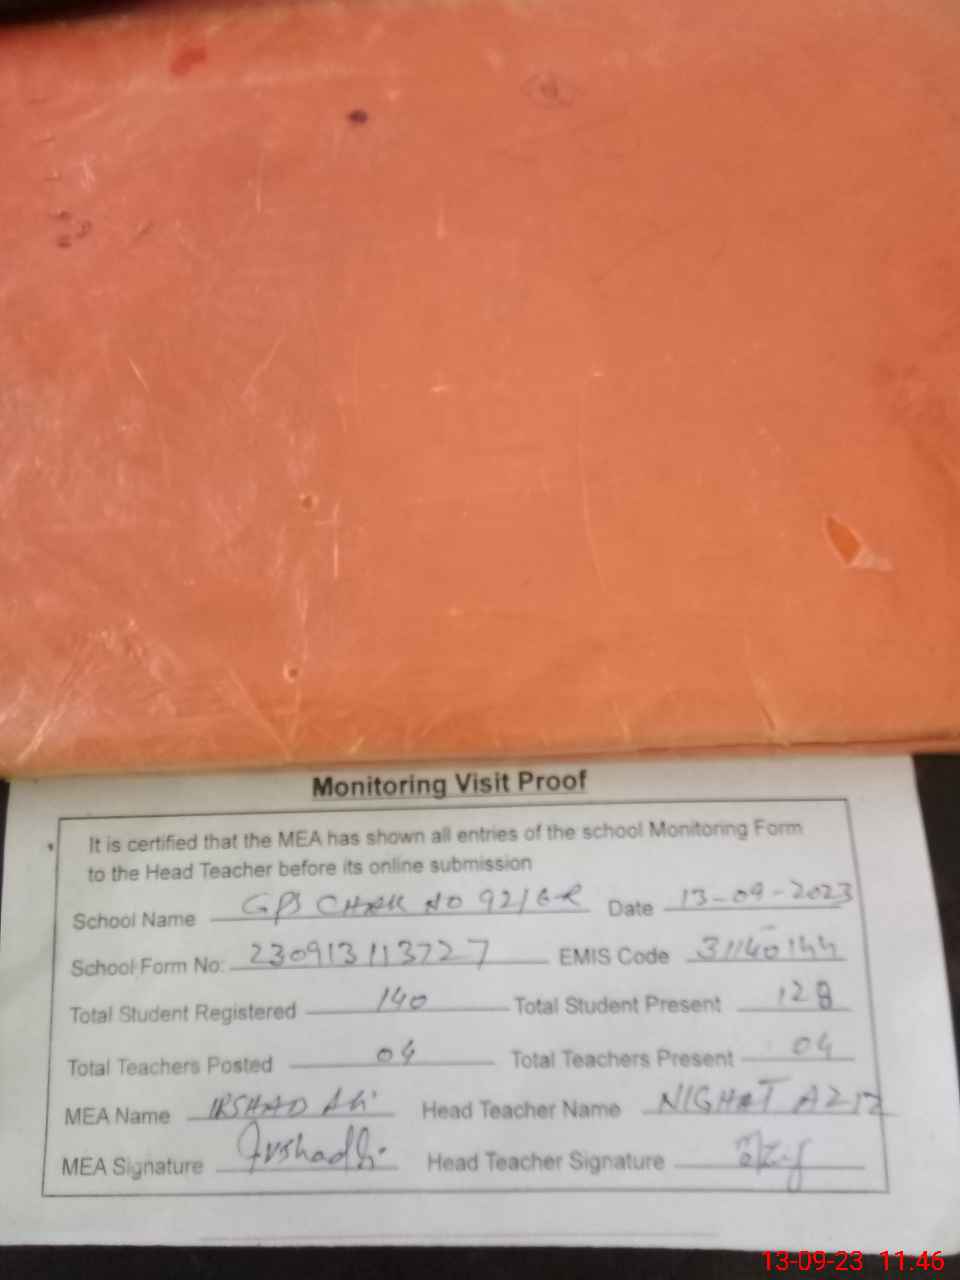 Monitoring Visit Proof
It is certified that the MEA has shown all entries of the school Monitoring Form
to the Head Teacher before its online submission
School Name GPS CHAK NO 92/6R Date 13-09-2023
School Form No: 230913113727 EMIS Code 31140144
Total Student Registered 140 Total Student Present 128
Total Teachers Posted 04 Total Teachers Present 04
MEA Name IRSHAD Ali Head Teacher Name NIGHAT AZIZ
MEA Signature Irshad Ali Head Teacher Signature
13-09-23 11.46